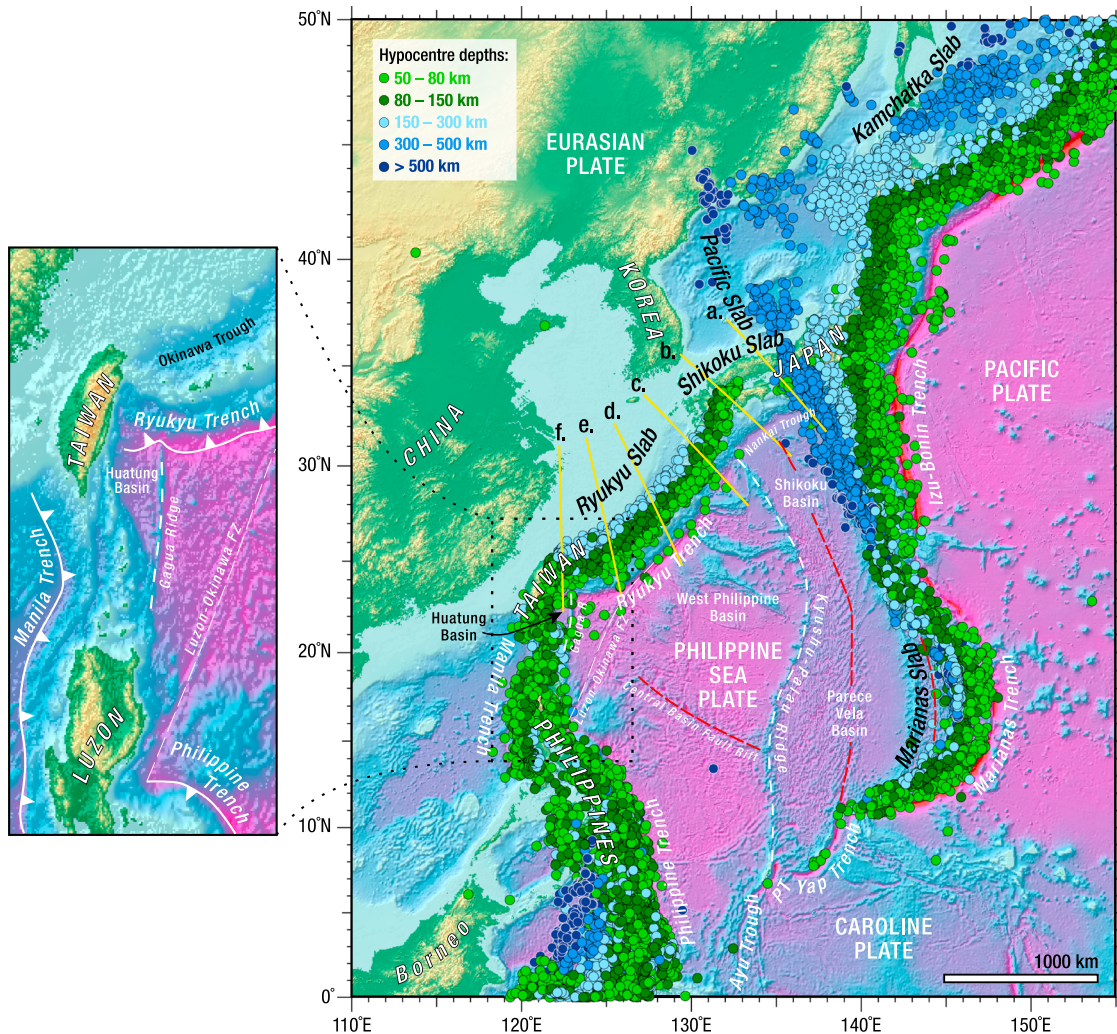 50°N
40°N
30°N
20°N
10°N
0°
110°E
120°E
130°E
140°E
150°E
Hypocentre depths:
50 – 80 km
80 – 150 km
150 – 300 km
300 – 500 km
> 500 km
EURASIAN
PLATE
Kamchatka Slab
Pacific Slab
KOREA
a.
b.
c.
d.
e.
f.
Shikoku Slab
JAPAN
PACIFIC
PLATE
CHINA
Ryukyu Slab
Nankai Trough
Shikoku
Basin
Izu-Bonin Trench
TAIWAN
Ryukyu Trench
Huatung
Basin
Gagua R.
Luzon-Okinawa FZ
West Philippine
Basin
PHILIPPINE
SEA
PLATE
Kyushu-Palau Ridge
Central Basin Fault Rift
Parece
Vela
Basin
Marianas Slab
Marianas Trench
Manila Trench
PHILIPPINES
Philippine Trench
PT
Yap Trench
Ayu Trough
CAROLINE
PLATE
Borneo
1000 km
Okinawa Trough
TAIWAN
Ryukyu Trench
Huatung
Basin
Gagua Ridge
Luzon-Okinawa FZ
Manila Trench
LUZON
Philippine
Trench